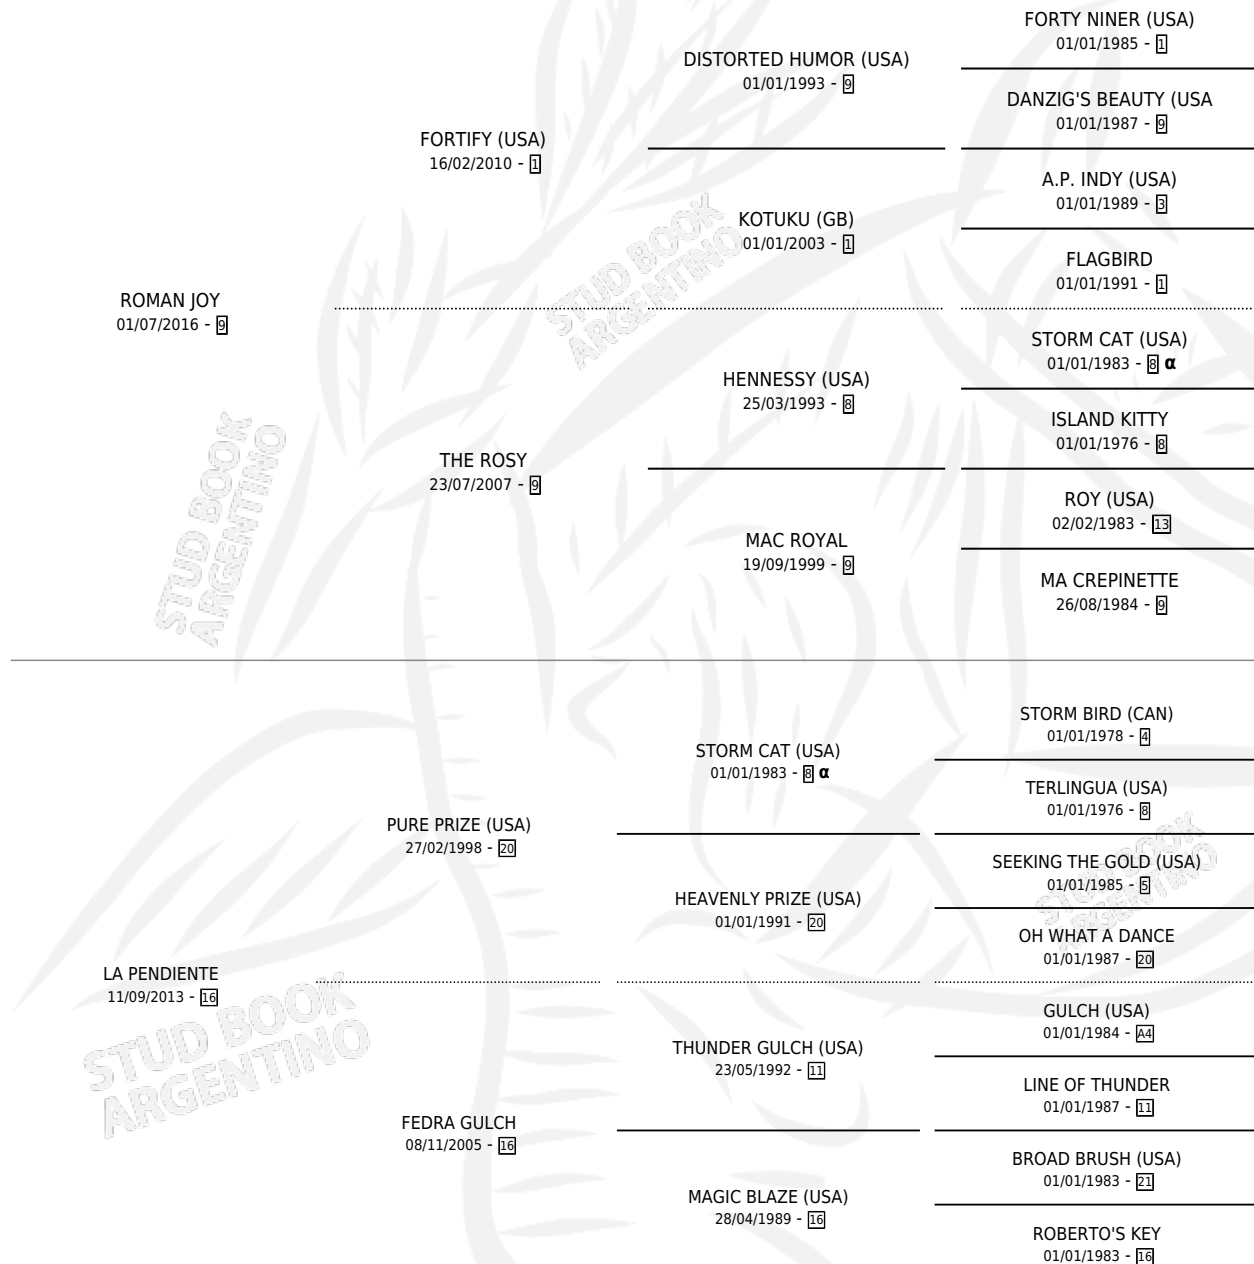 FORTY NINER (USA)
01/01/1985 - 1
DISTORTED HUMOR (USA)
01/01/1993 - 9
DANZIG'S BEAUTY (USA
01/01/1987 - 9
FORTIFY (USA)
16/02/2010 - 1
A.P. INDY (USA)
01/01/1989 - 3
KOTUKU (GB)
01/01/2003 - 1
FLAGBIRD
01/01/1991 - 1
STUD BOOK
ARGENTINO
ROMAN JOY
01/07/2016 - 9
STORM CAT (USA)
01/01/1983 - 8 α
HENNESSY (USA)
25/03/1993 - 8
ISLAND KITTY
01/01/1976 - 8
THE ROSY
23/07/2007 - 9
ROY (USA)
02/02/1983 - 13
MAC ROYAL
19/09/1999 - 9
MA CREPINETTE
26/08/1984 - 9
STUD BOOK
ARGENTINO
STORM BIRD (CAN)
01/01/1978 - 4
STORM CAT (USA)
01/01/1983 - 8 α
TERLINGUA (USA)
01/01/1976 - 8
PURE PRIZE (USA)
27/02/1998 - 20
SEEKING THE GOLD (USA)
01/01/1985 - 5
HEAVENLY PRIZE (USA)
01/01/1991 - 20
OH WHAT A DANCE
01/01/1987 - 20
STUD BOOK
ARGENTINO
LA PENDIENTE
11/09/2013 - 16
GULCH (USA)
01/01/1984 - A4
THUNDER GULCH (USA)
23/05/1992 - 11
LINE OF THUNDER
01/01/1987 - 11
FEDRA GULCH
08/11/2005 - 16
BROAD BRUSH (USA)
01/01/1983 - 21
MAGIC BLAZE (USA)
28/04/1989 - 16
ROBERTO'S KEY
01/01/1983 - 16
STUD BOOK
ARGENTINO